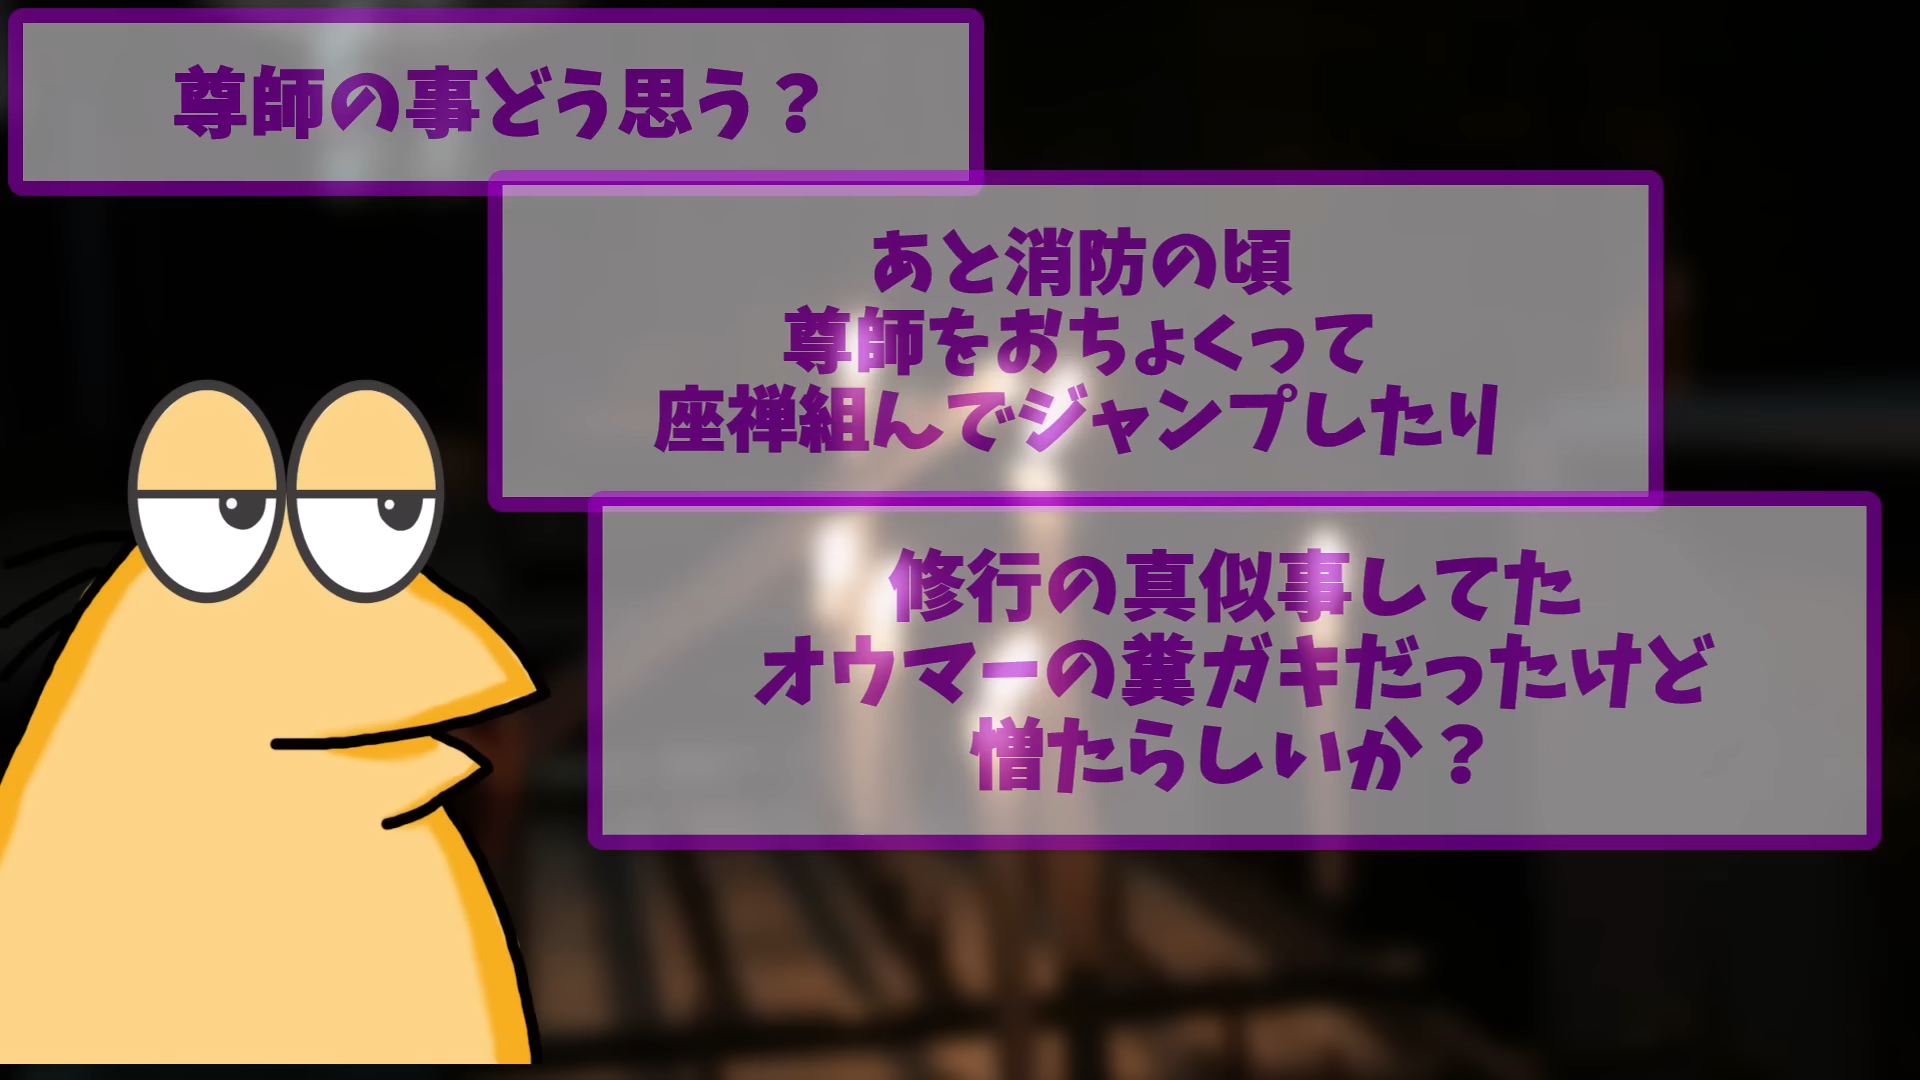 尊師の事どう思う？
あと消防の頃
尊師をおちょくって
座禅組んでジャンプしたり
修行の真似事してた
オウマーの糞ガキだったけど
憎たらしいか？